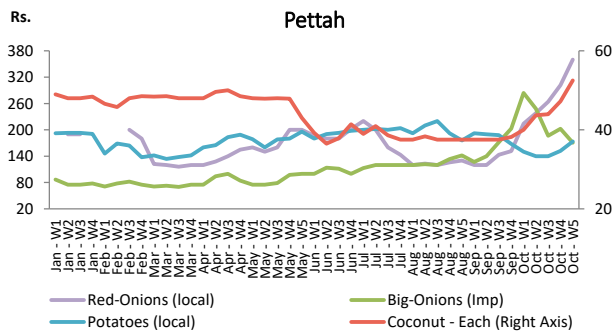 Rs.
Pettah
380
320
260
200
140
80
20
60
40
20
Jan - W1
Jan - W2
Jan - W3
Jan - W4
Feb - W1
Feb - W2
Feb - W3
Feb - W4
Mar - W1
Mar - W2
Mar - W3
Mar - W4
Apr - W1
Apr - W2
Apr - W3
Apr - W4
May - W1
May - W2
May - W3
May - W4
May - W5
Jun - W1
Jun - W2
Jun - W3
Jun - W4
Jul - W1
Jul - W2
Jul - W3
Jul - W4
Aug - W1
Aug - W2
Aug - W3
Aug - W4
Aug - W5
Sep - W1
Sep - W2
Sep - W3
Sep - W4
Oct - W1
Oct - W2
Oct - W3
Oct - W4
Oct - W5
Red-Onions (local)
Big-Onions (Imp)
Potatoes (local)
Coconut - Each (Right Axis)